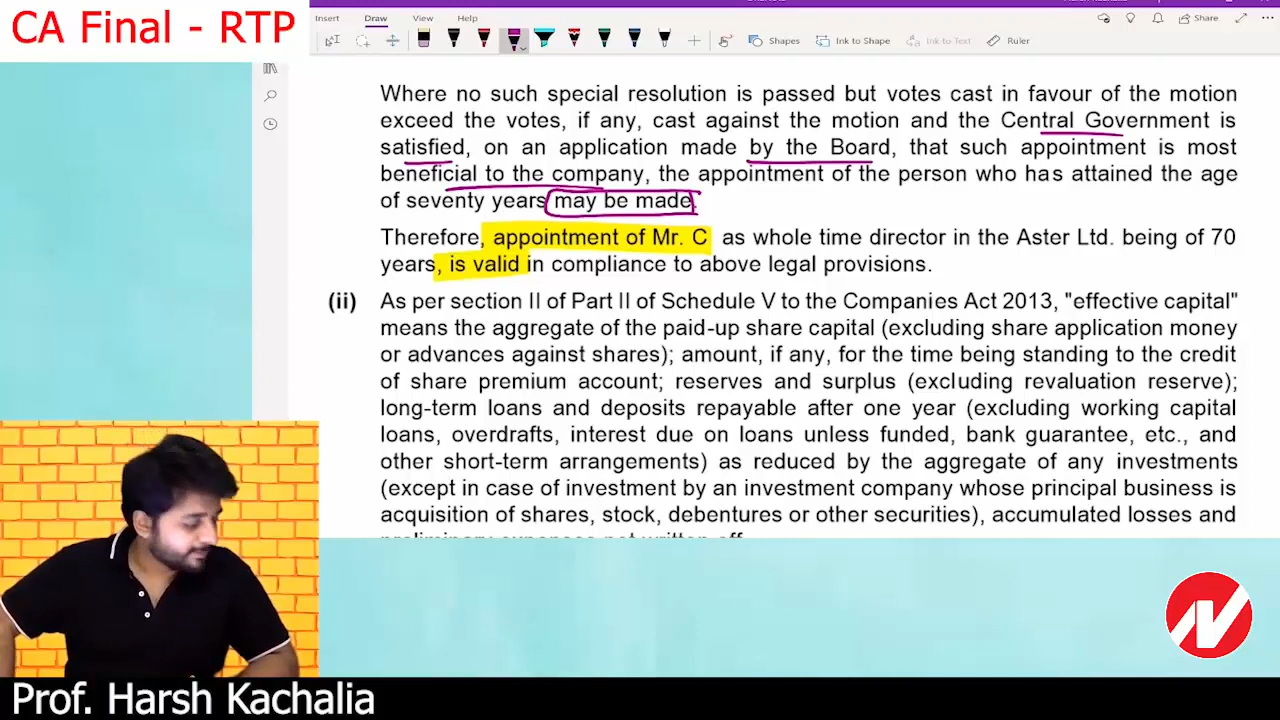 CA Final - RTP
Insert Draw View Help
Share
Shapes Ink to Shape Ink to Text Ruler
Where no such special resolution is passed but votes cast in favour of the motion
exceed the votes, if any, cast against the motion and the Central Government is
satisfied, on an application made by the Board, that such appointment is most
beneficial to the company, the appointment of the person who has attained the age
of seventy years may be made.
Therefore, appointment of Mr. C as whole time director in the Aster Ltd. being of 70
years, is valid in compliance to above legal provisions.
(ii) As per section II of Part II of Schedule V to the Companies Act 2013, "effective capital"
means the aggregate of the paid-up share capital (excluding share application money
or advances against shares); amount, if any, for the time being standing to the credit
of share premium account; reserves and surplus (excluding revaluation reserve);
long-term loans and deposits repayable after one year (excluding working capital
loans, overdrafts, interest due on loans unless funded, bank guarantee, etc., and
other short-term arrangements) as reduced by the aggregate of any investments
(except in case of investment by an investment company whose principal business is
acquisition of shares, stock, debentures or other securities), accumulated losses and
Prof. Harsh Kachalia